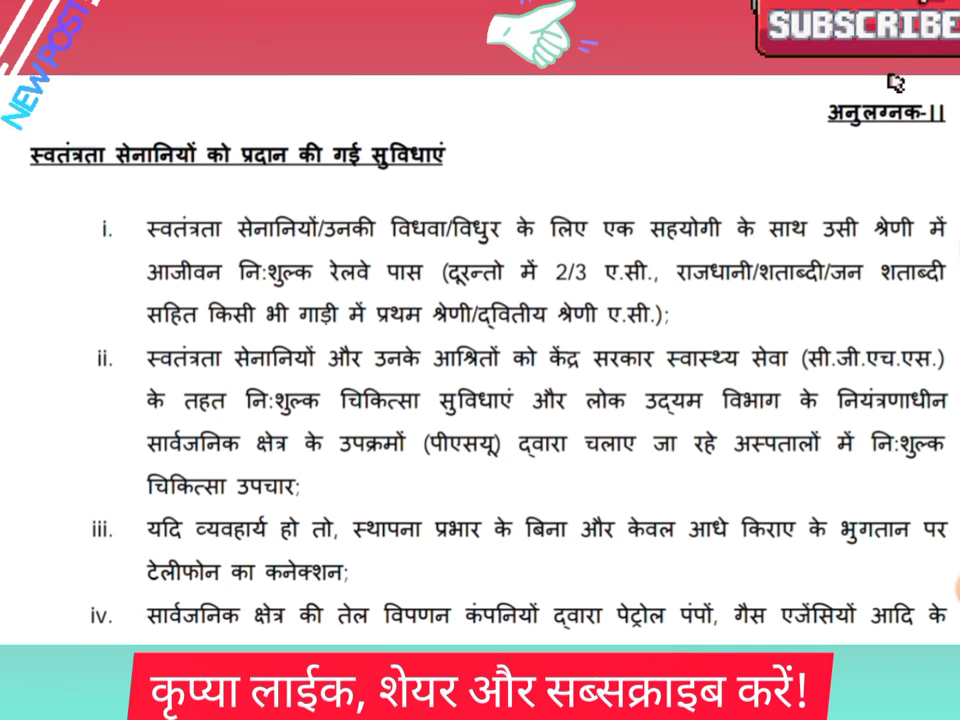 NEW POST
SUBSCRIBE
अनुलग्नक-II
स्वतंत्रता सेनानियों को प्रदान की गई सुविधाएं
i. स्वतंत्रता सेनानियों/उनकी विधवा/विधुर के लिए एक सहयोगी के साथ उसी श्रेणी में
आजीवन नि:शुल्क रेलवे पास (दूरन्तो में 2/3 ए.सी., राजधानी/शताब्दी/जन शताब्दी
सहित किसी भी गाड़ी में प्रथम श्रेणी/द्वितीय श्रेणी ए.सी.);
ii. स्वतंत्रता सेनानियों और उनके आश्रितों को केंद्र सरकार स्वास्थ्य सेवा (सी.जी.एच.एस.)
के तहत नि:शुल्क चिकित्सा सुविधाएं और लोक उद्यम विभाग के नियंत्रणाधीन
सार्वजनिक क्षेत्र के उपक्रमों (पीएसयू) द्वारा चलाए जा रहे अस्पतालों में नि:शुल्क
चिकित्सा उपचार;
iii. यदि व्यवहार्य हो तो, स्थापना प्रभार के बिना और केवल आधे किराए के भुगतान पर
टेलीफोन का कनेक्शन;
iv. सार्वजनिक क्षेत्र की तेल विपणन कंपनियों द्वारा पेट्रोल पंपों, गैस एजेंसियों आदि के
कृप्या लाईक, शेयर और सब्सक्राइब करें!